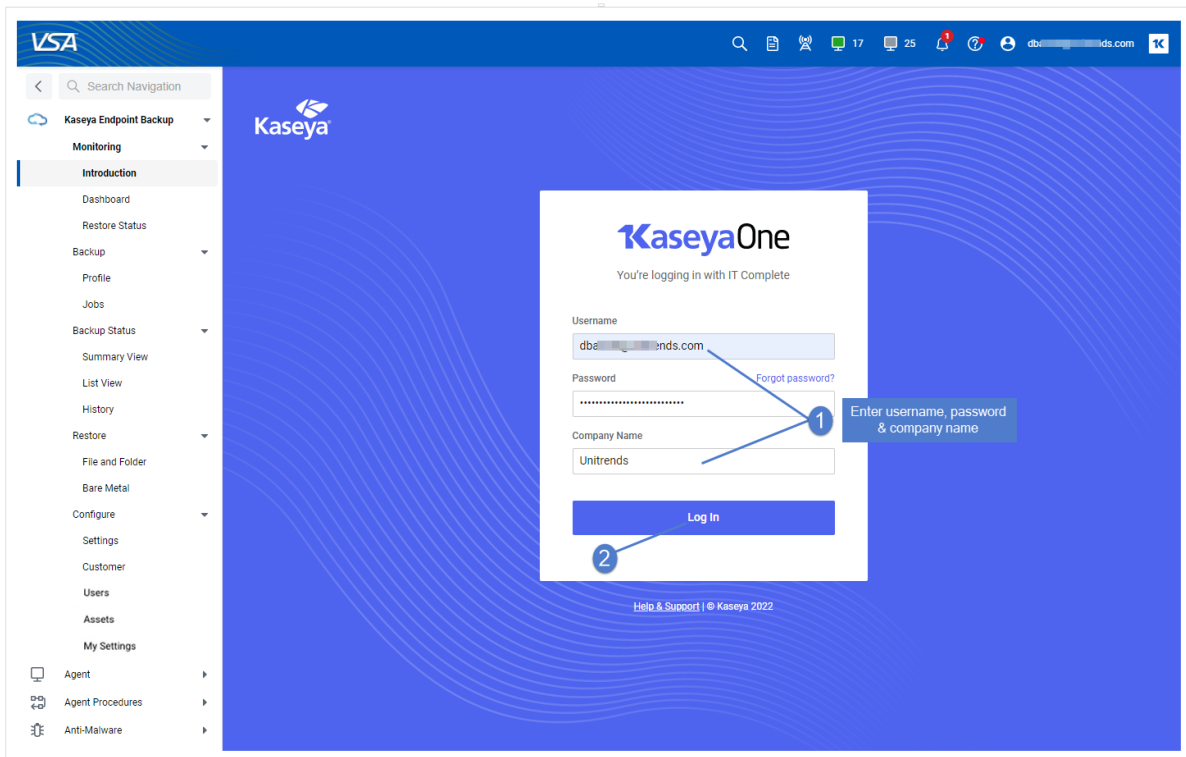 VSA
17
25
1
dba ds.com
Search Navigation
Kaseya Endpoint Backup
Monitoring
Introduction
Dashboard
Restore Status
Backup
Profile
Jobs
Backup Status
Summary View
List View
History
Restore
File and Folder
Bare Metal
Configure
Settings
Customer
Users
Assets
My Settings
Agent
Agent Procedures
Anti-Malware
Kaseya
KaseyaOne
You're logging in with IT Complete
Username
dba ends.com
Password Forgot password?
Company Name
Unitrends
Log In
1
Enter username, password
& company name
2
Help & Support | © Kaseya 2022